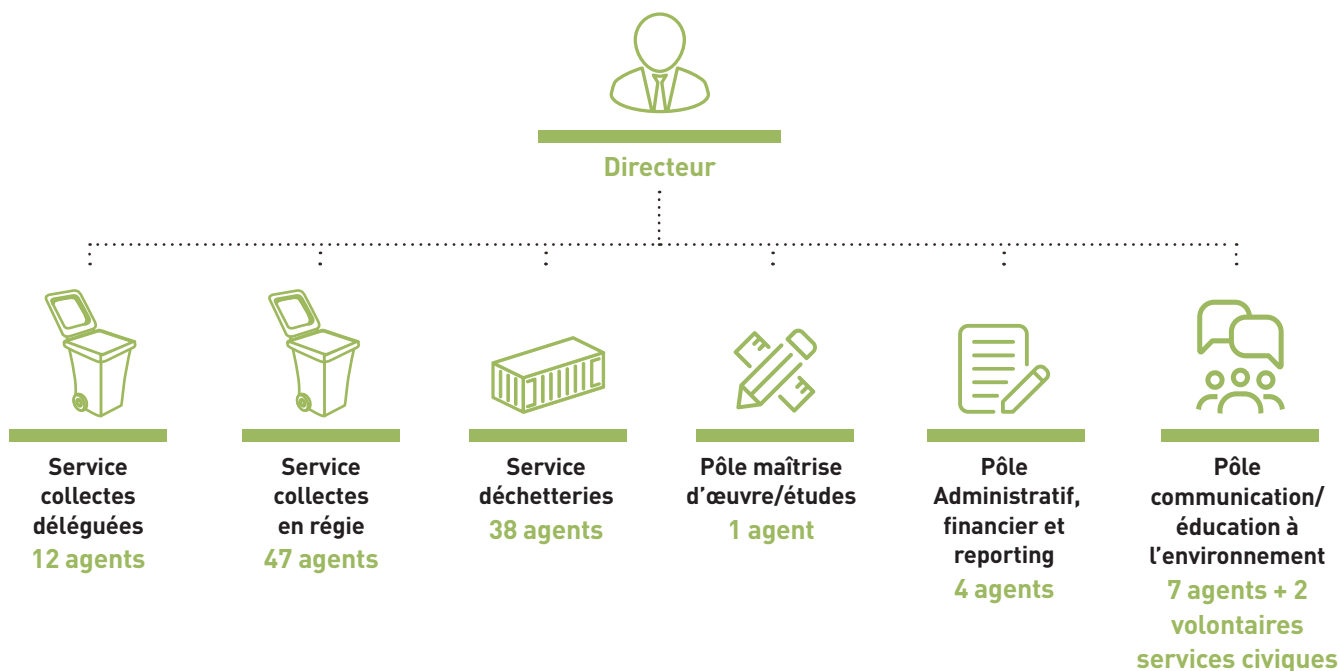 Directeur
Service
collectes
déléguées
12 agents
Service
collectes
en régie
47 agents
Service
déchetteries
38 agents
Pôle maîtrise
d'œuvre/études
1 agent
Pôle
Administratif,
financier et
reporting
4 agents
Pôle
communication/
éducation à
l'environnement
7 agents + 2
volontaires
services civiques